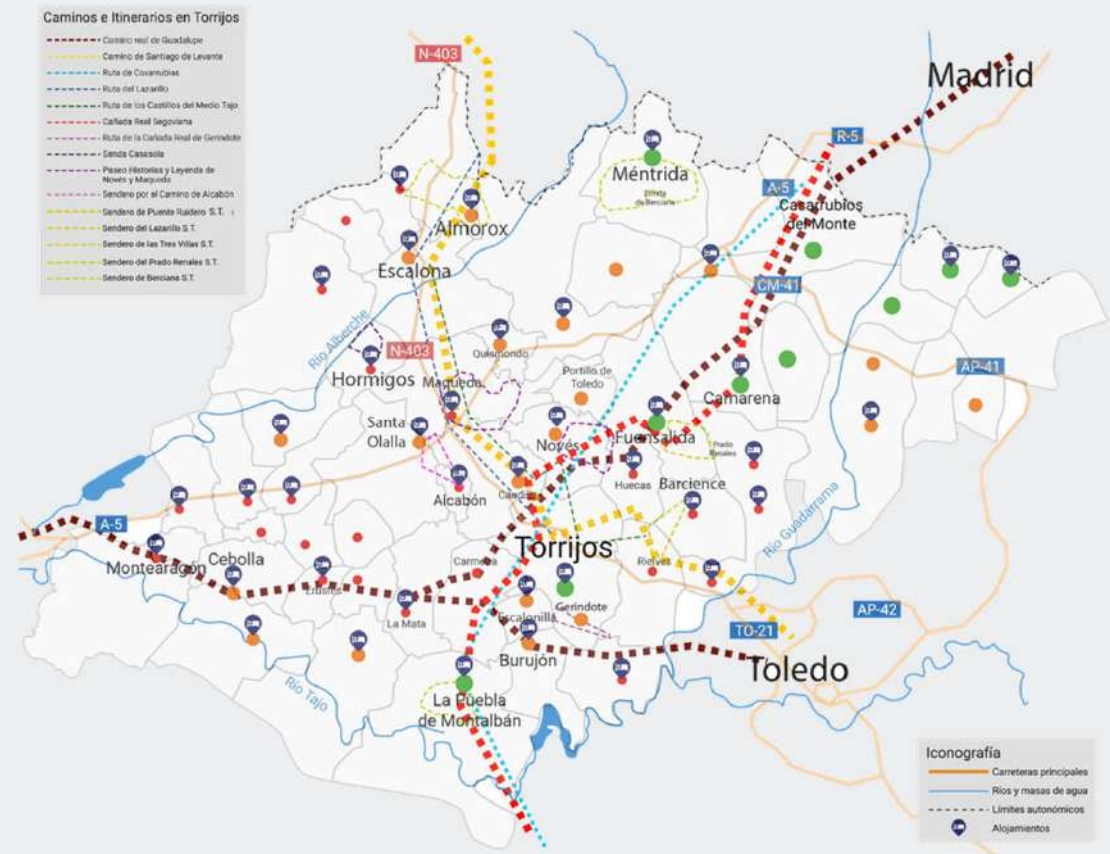 Caminos e Itinerarios en Torrijos
Camino real de Guadalupe
Camino de Santiago de Levante
Ruta de Covarrubias
Ruta del Lazarillo
Ruta de los Castillos del Medio Tajo
Cañada Real Segoviana
Ruta de la Cañada Real de Gerindote
Senda Casasola
Paseo Historias y Leyenda de
Novés y Maqueda
Sendero por el Camino de Alcabón
Sendero de Puente Raidero S.T.
Sendero del Lazarillo S.T.
Sendero de las Tres Villas S.T.
Sendero del Prado Renales S.T.
Sendero de Berciana S.T.
N-403
Madrid
R-5
Méntrida
Ermita
de Berciana
A-5
Casarrubios
del Monte
Almorox
Escalona
CM-41
Río Alberche
N-403
Quismondo
Hormigos
Maqueda
Portillo de
Toledo
AP-41
Camarena
Santa
Olalla
Novés
Fuensalida
Prado
Renales
Alcabón
Huecas
Barcience
Río Guadarrama
A-5
Torrijos
Montearagón
Cebolla
Carmena
Rielves
La Mata
Escalonilla
Gerindote
AP-42
TO-21
Burujón
Toledo
Río Tajo
La Puebla
de Montalbán
Iconografía
Carreteras principales
Ríos y masas de agua
Límites autonómicos
Alojamientos